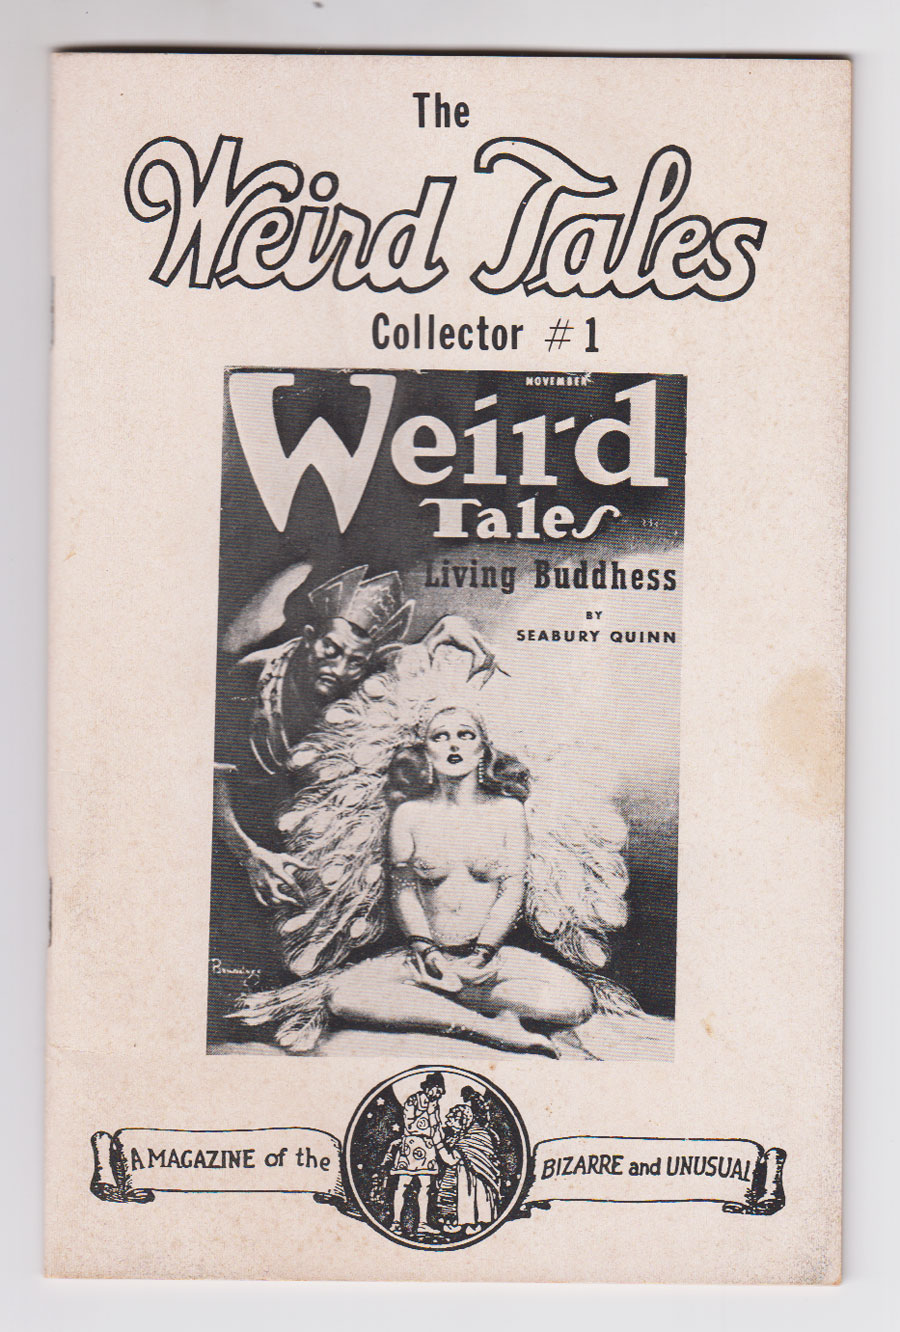 The
Weird Tales
Collector #1
NOVEMBER
Weird
Tales
Living Buddhess
BY
SEABURY QUINN
A MAGAZINE of the
BIZARRE and UNUSUAL